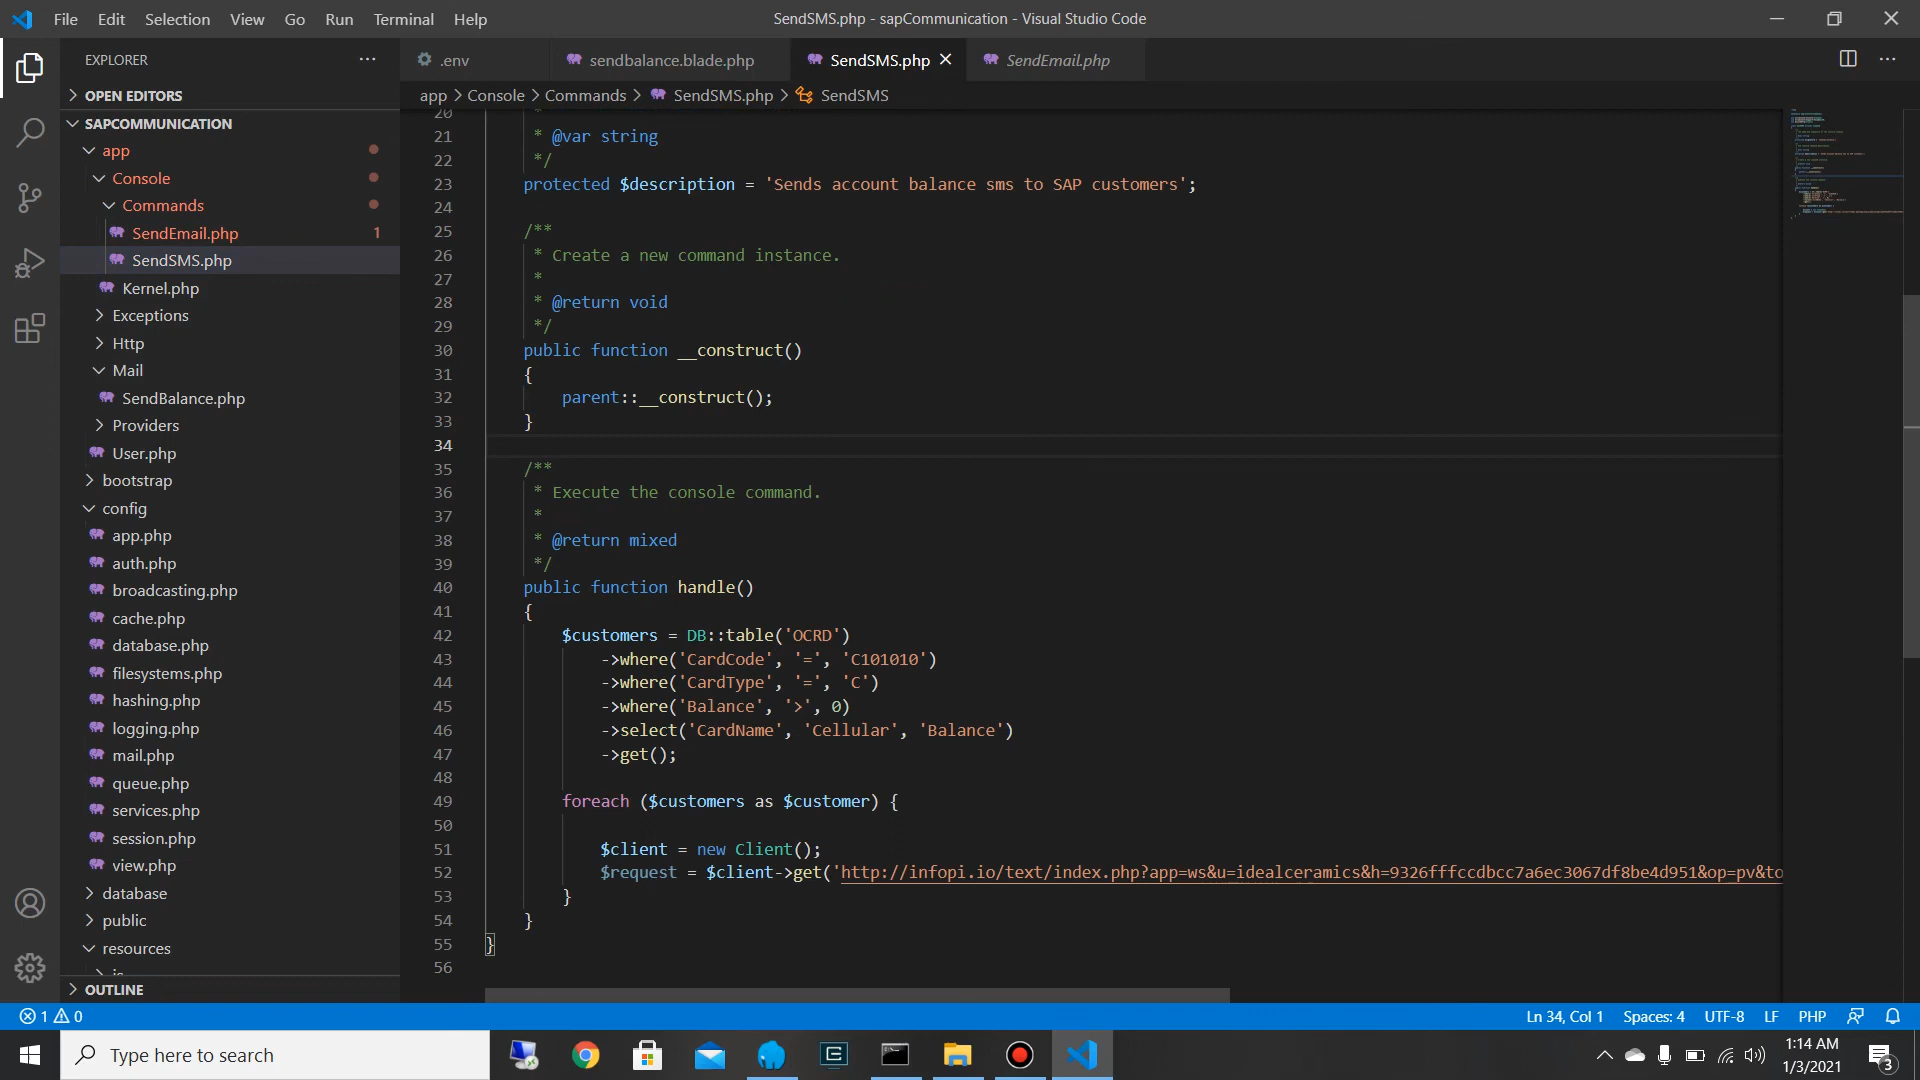 File Edit Selection View Go Run Terminal Help
SendSMS.php - sapCommunication - Visual Studio Code
EXPLORER
.env
sendbalance.blade.php
SendSMS.php
SendEmail.php
OPEN EDITORS
app > Console > Commands > SendSMS.php > SendSMS
SAPCOMMUNICATION
app
Console
Commands
SendEmail.php 1
SendSMS.php
Kernel.php
Exceptions
Http
Mail
SendBalance.php
Providers
User.php
bootstrap
config
app.php
auth.php
broadcasting.php
cache.php
database.php
filesystems.php
hashing.php
logging.php
mail.php
queue.php
services.php
session.php
view.php
database
public
resources
OUTLINE
20 *
21 * @var string
22 */
23 protected $description = 'Sends account balance sms to SAP customers';
24
25 /**
26 * Create a new command instance.
27 *
28 * @return void
29 */
30 public function __construct()
31 {
32 parent::__construct();
33 }
34
35 /**
36 * Execute the console command.
37 *
38 * @return mixed
39 */
40 public function handle()
41 {
42 $customers = DB::table('OCRD')
43 ->where('CardCode', '=', 'C101010')
44 ->where('CardType', '=', 'C')
45 ->where('Balance', '>', 0)
46 ->select('CardName', 'Cellular', 'Balance')
47 ->get();
48
49 foreach ($customers as $customer) {
50
51 $client = new Client();
52 $request = $client->get('http://infopi.io/text/index.php?app=ws&u=idealceramics&h=9326fffccdbcc7a6ec3067df8be4d951&op=pv&to
53 }
54 }
55 }
56
1 0
Ln 34, Col 1 Spaces: 4 UTF-8 LF PHP
Type here to search
1:14 AM
1/3/2021
3